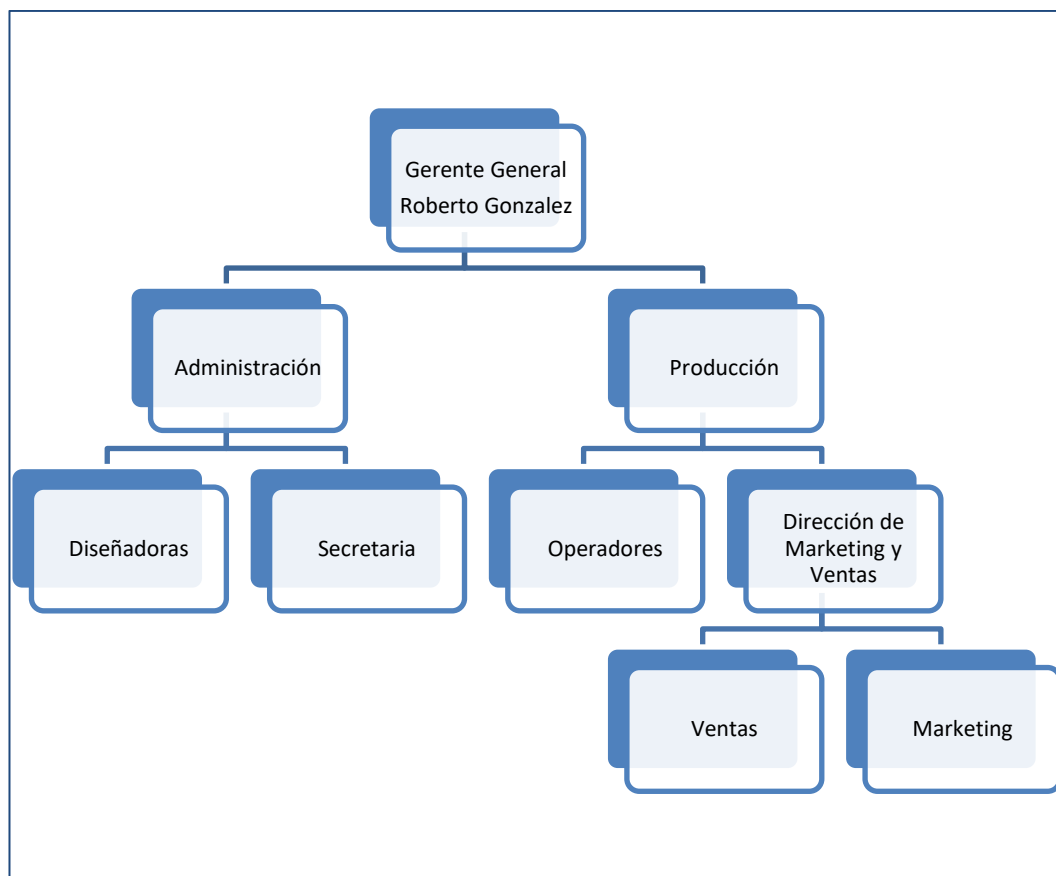 Gerente General
Roberto Gonzalez
Administración
Producción
Diseñadoras
Secretaria
Operadores
Dirección de
Marketing y
Ventas
Ventas
Marketing